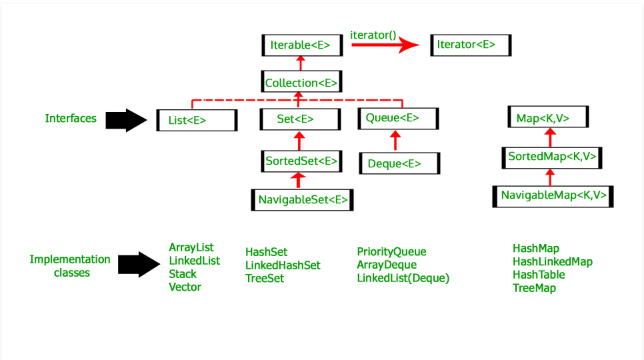 iterator()
Iterable<E>
Iterator<E>
Collection<E>
Interfaces
List<E>
Set<E>
Queue<E>
Map<K,V>
SortedSet<E>
Deque<E>
SortedMap<K,V>
NavigableSet<E>
NavigableMap<K,V>
Implementation
classes
ArrayList
LinkedList
Stack
Vector
HashSet
LinkedHashSet
TreeSet
PriorityQueue
ArrayDeque
LinkedList(Deque)
HashMap
HashLinkedMap
HashTable
TreeMap